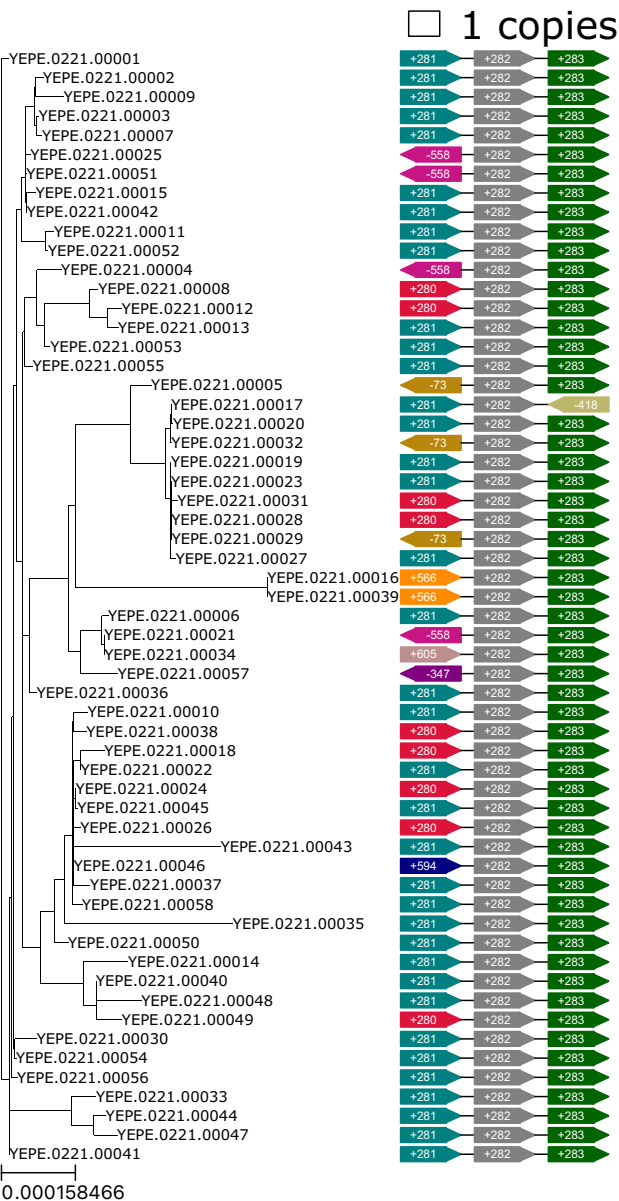 1 copies
YEPE.0221.00001 +281 +282 +283
YEPE.0221.00002 +281 +282 +283
YEPE.0221.00009 +281 +282 +283
YEPE.0221.00003 +281 +282 +283
YEPE.0221.00007 +281 +282 +283
YEPE.0221.00025 -558 +282 +283
YEPE.0221.00051 -558 +282 +283
YEPE.0221.00015 +281 +282 +283
YEPE.0221.00042 +281 +282 +283
YEPE.0221.00011 +281 +282 +283
YEPE.0221.00052 +281 +282 +283
YEPE.0221.00004 -558 +282 +283
YEPE.0221.00008 +280 +282 +283
YEPE.0221.00012 +280 +282 +283
YEPE.0221.00013 +281 +282 +283
YEPE.0221.00053 +281 +282 +283
YEPE.0221.00055 +281 +282 +283
YEPE.0221.00005 -73 +282 +283
YEPE.0221.00017 +281 +282 -418
YEPE.0221.00020 +281 +282 +283
YEPE.0221.00032 -73 +282 +283
YEPE.0221.00019 +281 +282 +283
YEPE.0221.00023 +281 +282 +283
YEPE.0221.00031 +280 +282 +283
YEPE.0221.00028 +280 +282 +283
YEPE.0221.00029 -73 +282 +283
YEPE.0221.00027 +281 +282 +283
YEPE.0221.00016 +566 +282 +283
YEPE.0221.00039 +566 +282 +283
YEPE.0221.00006 +281 +282 +283
YEPE.0221.00021 -558 +282 +283
YEPE.0221.00034 +605 +282 +283
YEPE.0221.00057 -347 +282 +283
YEPE.0221.00036 +281 +282 +283
YEPE.0221.00010 +281 +282 +283
YEPE.0221.00038 +280 +282 +283
YEPE.0221.00018 +280 +282 +283
YEPE.0221.00022 +281 +282 +283
YEPE.0221.00024 +280 +282 +283
YEPE.0221.00045 +281 +282 +283
YEPE.0221.00026 +280 +282 +283
YEPE.0221.00043 +281 +282 +283
YEPE.0221.00046 +594 +282 +283
YEPE.0221.00037 +281 +282 +283
YEPE.0221.00058 +281 +282 +283
YEPE.0221.00035 +281 +282 +283
YEPE.0221.00050 +281 +282 +283
YEPE.0221.00014 +281 +282 +283
YEPE.0221.00040 +281 +282 +283
YEPE.0221.00048 +281 +282 +283
YEPE.0221.00049 +280 +282 +283
YEPE.0221.00030 +281 +282 +283
YEPE.0221.00054 +281 +282 +283
YEPE.0221.00056 +281 +282 +283
YEPE.0221.00033 +281 +282 +283
YEPE.0221.00044 +281 +282 +283
YEPE.0221.00047 +281 +282 +283
YEPE.0221.00041 +281 +282 +283
0.000158466